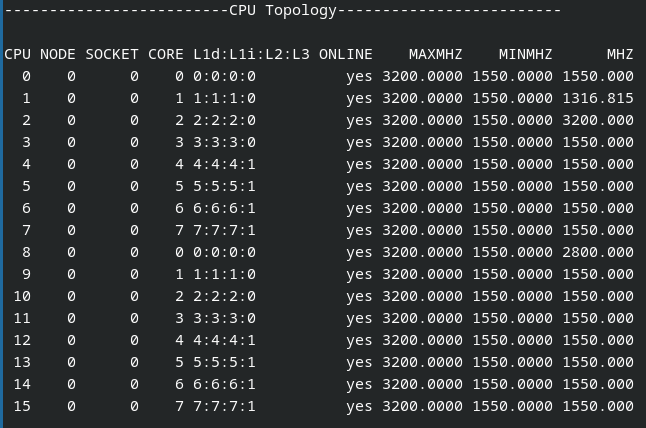 -------------------------CPU Topology-------------------------
CPU NODE SOCKET CORE L1d:L1i:L2:L3 ONLINE    MAXMHZ    MINMHZ      MHZ
  0    0      0    0 0:0:0:0          yes 3200.0000 1550.0000 1550.000
  1    0      0    1 1:1:1:0          yes 3200.0000 1550.0000 1316.815
  2    0      0    2 2:2:2:0          yes 3200.0000 1550.0000 3200.000
  3    0      0    3 3:3:3:0          yes 3200.0000 1550.0000 1550.000
  4    0      0    4 4:4:4:1          yes 3200.0000 1550.0000 1550.000
  5    0      0    5 5:5:5:1          yes 3200.0000 1550.0000 1550.000
  6    0      0    6 6:6:6:1          yes 3200.0000 1550.0000 1550.000
  7    0      0    7 7:7:7:1          yes 3200.0000 1550.0000 1550.000
  8    0      0    0 0:0:0:0          yes 3200.0000 1550.0000 2800.000
  9    0      0    1 1:1:1:0          yes 3200.0000 1550.0000 1550.000
 10    0      0    2 2:2:2:0          yes 3200.0000 1550.0000 1550.000
 11    0      0    3 3:3:3:0          yes 3200.0000 1550.0000 1550.000
 12    0      0    4 4:4:4:1          yes 3200.0000 1550.0000 1550.000
 13    0      0    5 5:5:5:1          yes 3200.0000 1550.0000 1550.000
 14    0      0    6 6:6:6:1          yes 3200.0000 1550.0000 1550.000
 15    0      0    7 7:7:7:1          yes 3200.0000 1550.0000 1550.000